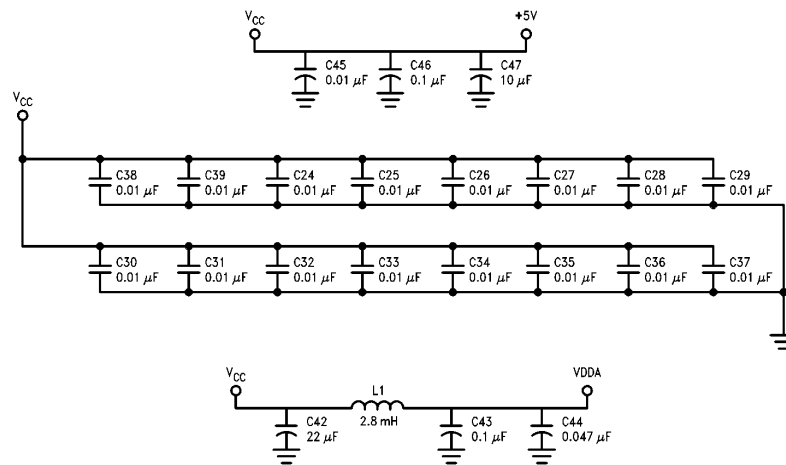 VCC +5V
C45 C46 C47
0.01 µF 0.1 µF 10 µF
VCC
C38 C39 C24 C25 C26 C27 C28 C29
0.01 µF 0.01 µF 0.01 µF 0.01 µF 0.01 µF 0.01 µF 0.01 µF 0.01 µF
C30 C31 C32 C33 C34 C35 C36 C37
0.01 µF 0.01 µF 0.01 µF 0.01 µF 0.01 µF 0.01 µF 0.01 µF 0.01 µF
VCC L1 VDDA
C42 2.8 mH C43 C44
22 µF 0.1 µF 0.047 µF